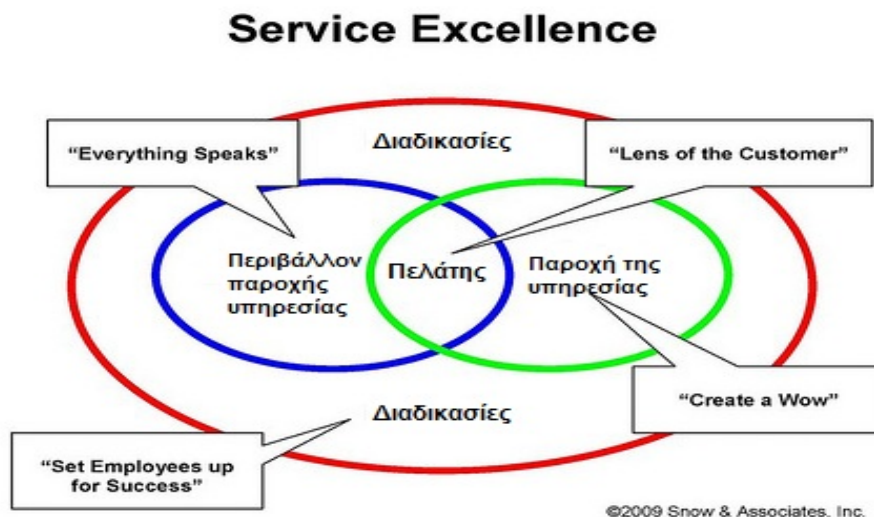 Service Excellence
Διαδικασίες
“Everything Speaks”
“Lens of the Customer”
Περιβάλλον
παροχής
υπηρεσίας
Πελάτης
Παροχή της
υπηρεσίας
“Create a Wow”
Διαδικασίες
“Set Employees up
for Success”
©2009 Snow & Associates, Inc.